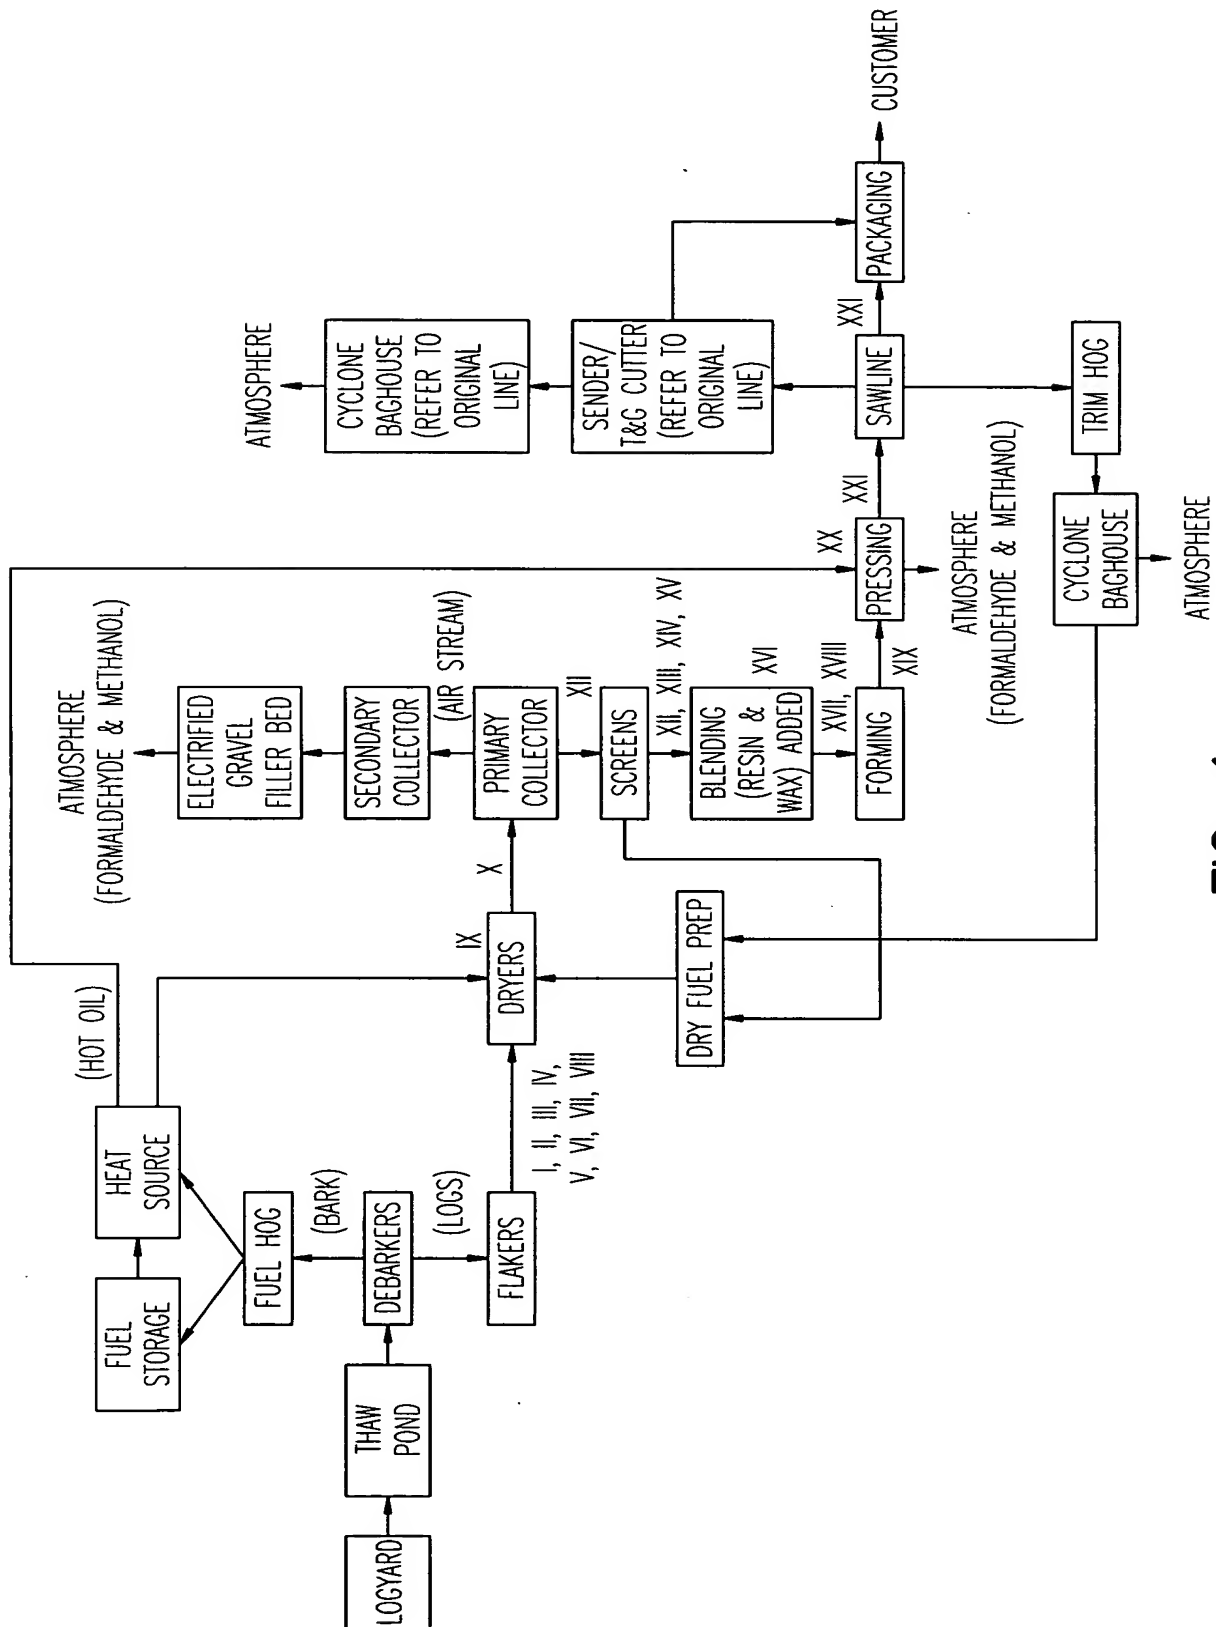 LOGYARD
THAW
POND
FUEL
STORAGE
HEAT
SOURCE
(HOT OIL)
FUEL HOG
(BARK)
DEBARKERS
(LOGS)
FLAKERS
I, II, III, IV,
V, VI, VII, VIII
DRYERS
IX
X
DRY FUEL PREP
ATMOSPHERE
(FORMALDEHYDE & METHANOL)
ELECTRIFIED
GRAVEL
FILLER BED
SECONDARY
COLLECTOR
(AIR STREAM)
PRIMARY
COLLECTOR
XII
SCREENS
XII, XIII, XIV, XV
BLENDING
(RESIN &
WAX) ADDED
XVI
XVII, XVIII
FORMING
XIX
XX
PRESSING
XXI
ATMOSPHERE
(FORMALDEHYDE & METHANOL)
ATMOSPHERE
CYCLONE
BAGHOUSE
(REFER TO
ORIGINAL
LINE)
SENDER/
T&G CUTTER
(REFER TO
ORIGINAL
LINE)
SAWLINE
XXI
PACKAGING
CUSTOMER
TRIM HOG
CYCLONE
BAGHOUSE
ATMOSPHERE